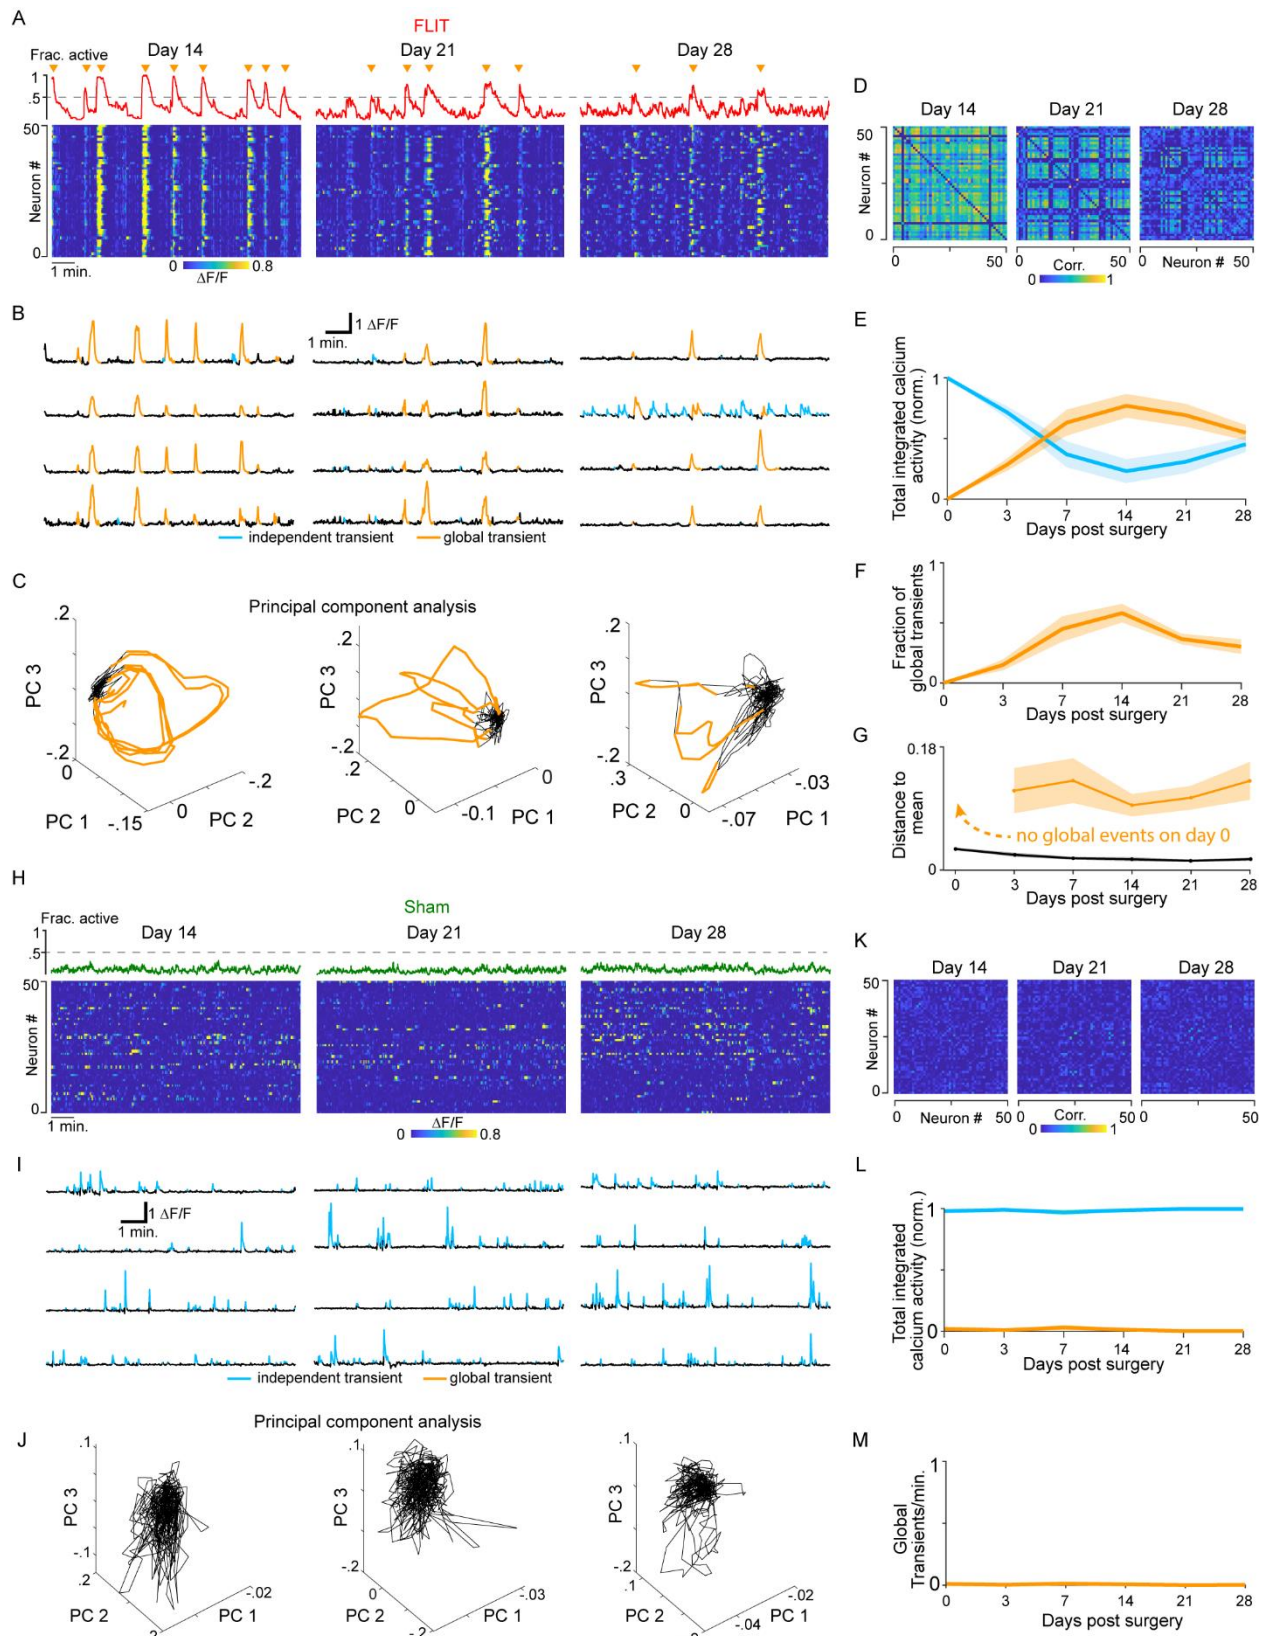 A
FLIT
Frac. active
Day 14
Day 21
Day 28
1
.5
50
Neuron #
0
1 min.
0
0.8
ΔF/F
D
Day 14
Day 21
Day 28
50
Neuron #
0
0
50
0
50
0
Neuron #
50
Corr.
0
1
B
1 ΔF/F
1 min.
independent transient
global transient
E
Total integrated calcium
activity (norm.)
1
0
0
3
7
14
21
28
Days post surgery
C
Principal component analysis
.2
PC 3
-.2
0
PC 1
-.15
0
PC 2
-.2
.2
PC 3
-.2
.2
PC 2
0
-0.1
PC 1
0
.2
PC 3
-.2
.3
PC 2
0
-.07
PC 1
-.03
F
Fraction of
global transients
1
0
0
3
7
14
21
28
Days post surgery
G
Distance to
mean
0.18
0
no global events on day 0
0
3
7
14
21
28
Days post surgery
H
Sham
Frac. active
Day 14
Day 21
Day 28
1
.5
50
Neuron #
0
1 min.
0
0.8
ΔF/F
K
Day 14
Day 21
Day 28
50
Neuron #
0
0
Neuron #
50
0
50
0
50
Corr.
0
1
I
1 ΔF/F
1 min.
independent transient
global transient
L
Total integrated
calcium activity (norm.)
1
0
0
3
7
14
21
28
Days post surgery
J
Principal component analysis
.1
PC 3
-.1
.2
PC 2
PC 1
-.02
.1
PC 3
-.2
0
PC 2
-.2
PC 1
-.03
.1
PC 3
-.2
.1
PC 2
-.04
PC 1
-.02
M
Global
Transients/min.
1
0
0
3
7
14
21
28
Days post surgery